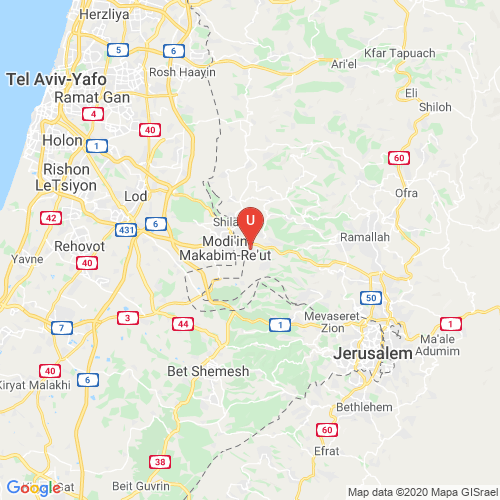 Herzliya
5
6
Kfar Tapuach
Rosh Haayin
Ari'el
Tel Aviv-Yafo
Ramat Gan
Eli
Shiloh
4
40
Holon
1
60
Rishon
LeTsiyon
Lod
Ofra
42
6
Shila
U
431
Ramallah
Rehovot
Modi'in
Makabim-Re'ut
Yavne
40
50
3
44
1
Mevaseret
Zion
1
7
Ma'ale
Adumim
Jerusalem
40
6
Bet Shemesh
Kiryat Malakhi
Bethlehem
60
38
Efrat
Google
Beit Guvrin
Map data ©2020 Mapa GISrael